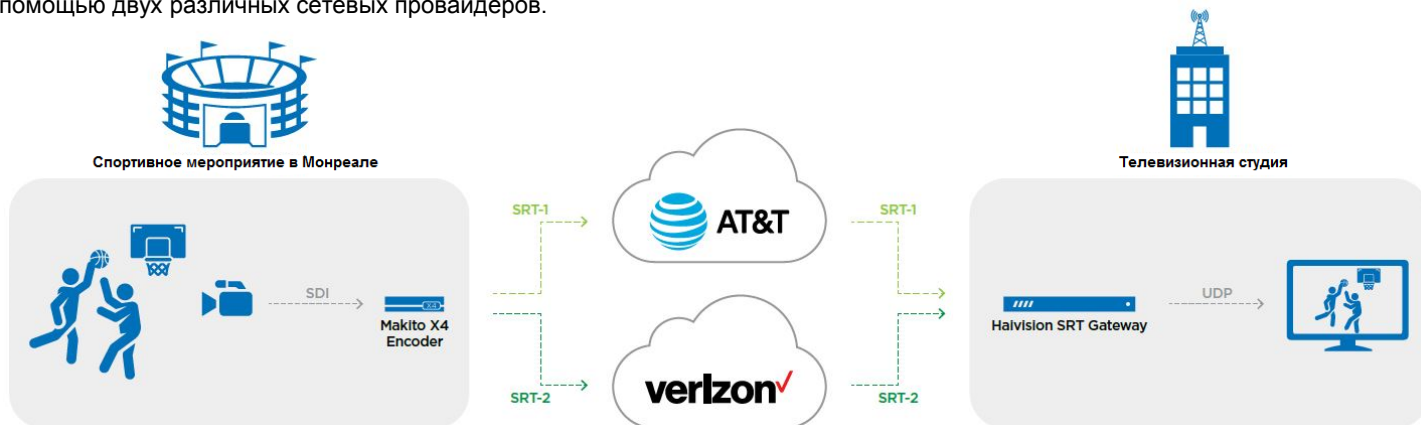 помощью двух различных сетевых провайдеров.
Спортивное мероприятие в Монреале
Телевизионная студия
SRT-1
AT&T
SRT-1
SDI
X4
Makito X4
Encoder
Haivision SRT Gateway
UDP
SRT-2
verizon✓
SRT-2